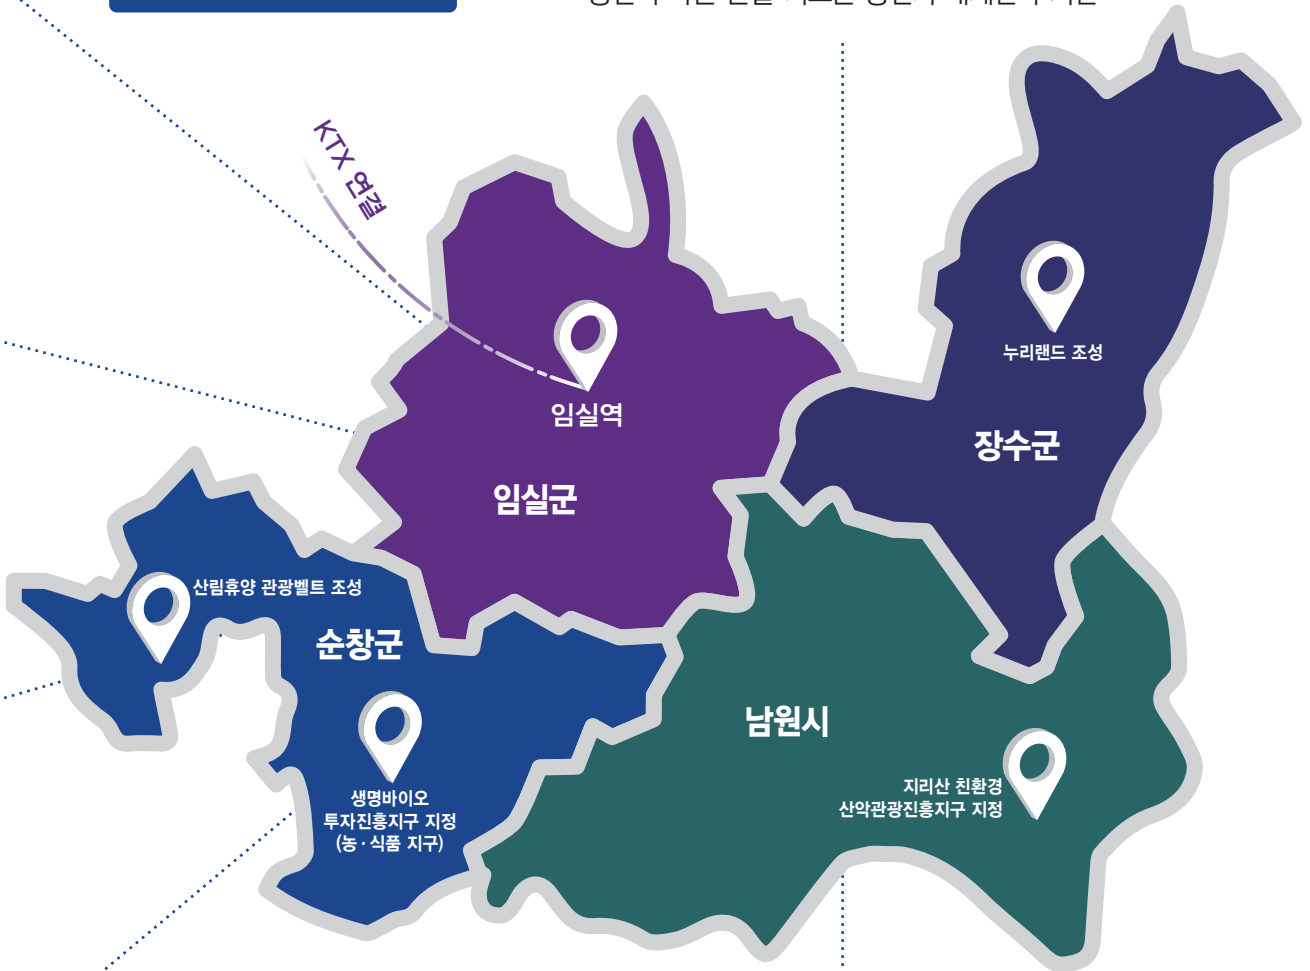 KTX 연결
누리랜드 조성
임실역
장수군
임실군
산림휴양 관광벨트 조성
순창군
남원시
지리산 친환경
산악관광진흥지구 지정
생명바이오
투자진흥지구 지정
(농·식품 지구)